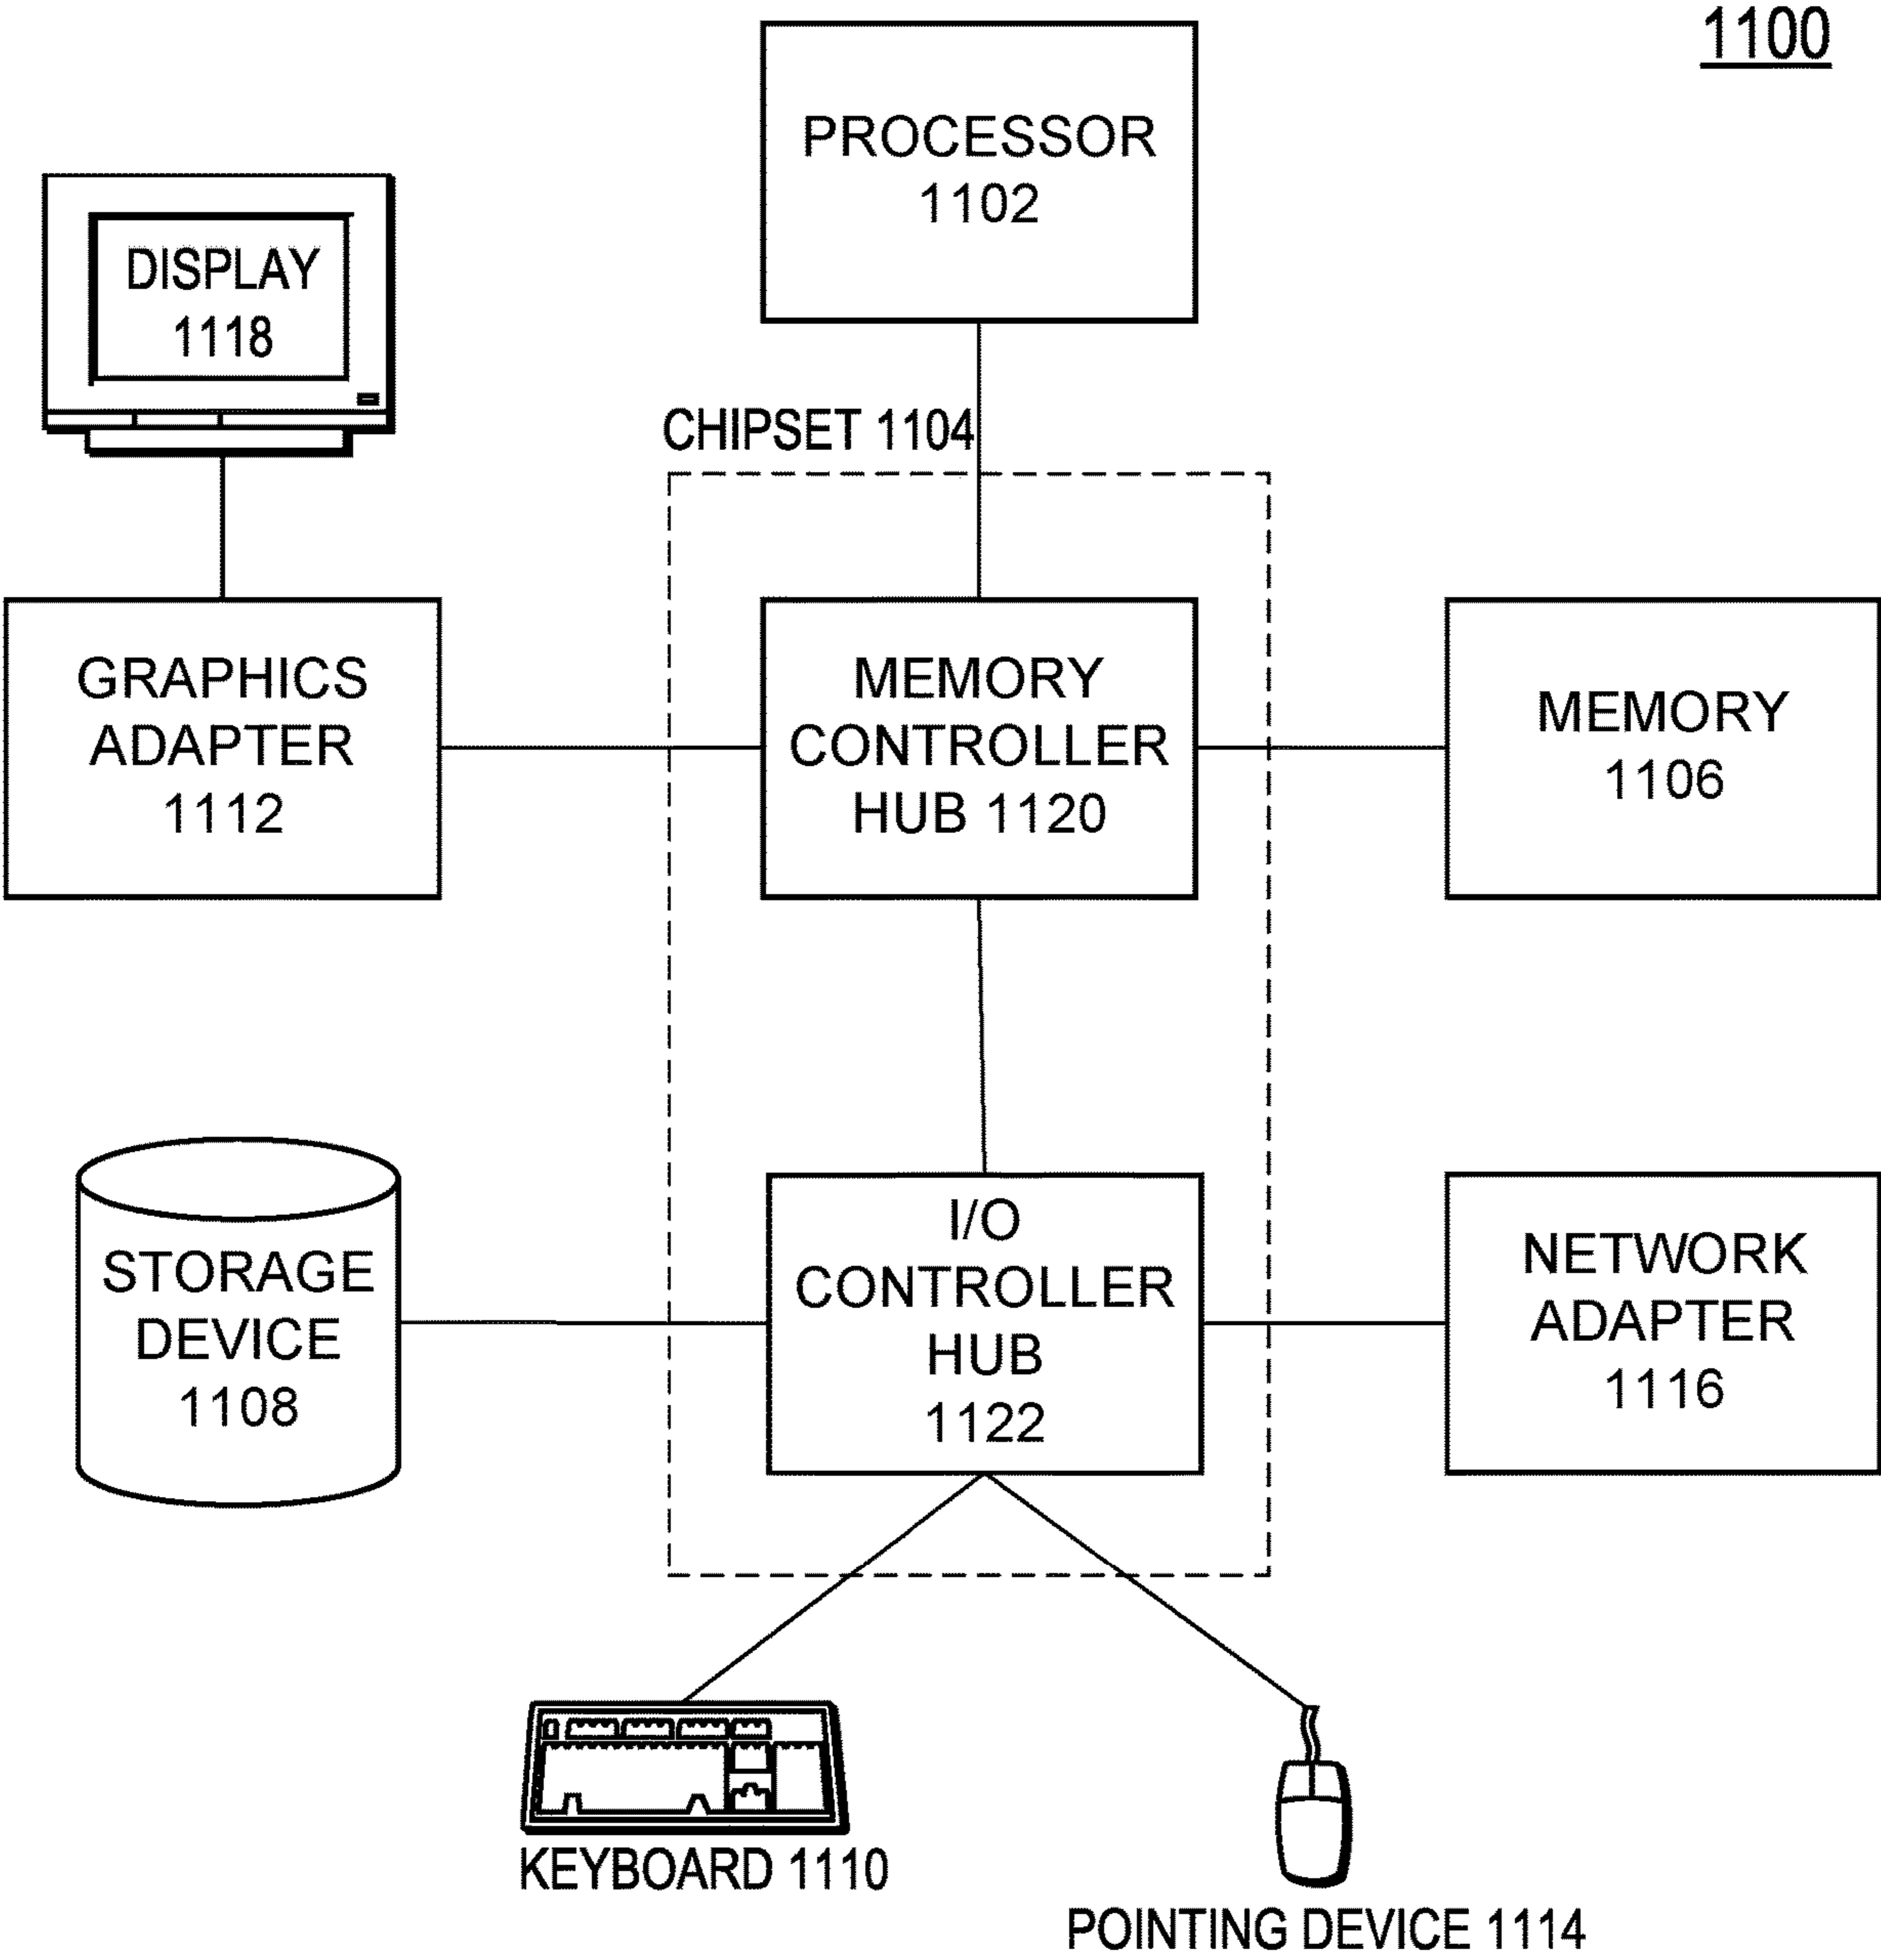 1100
PROCESSOR
1102
DISPLAY
1118
CHIPSET 1104
GRAPHICS
ADAPTER
1112
MEMORY
CONTROLLER
HUB 1120
MEMORY
1106
STORAGE
DEVICE
1108
I/O
CONTROLLER
HUB
1122
NETWORK
ADAPTER
1116
KEYBOARD 1110
POINTING DEVICE 1114